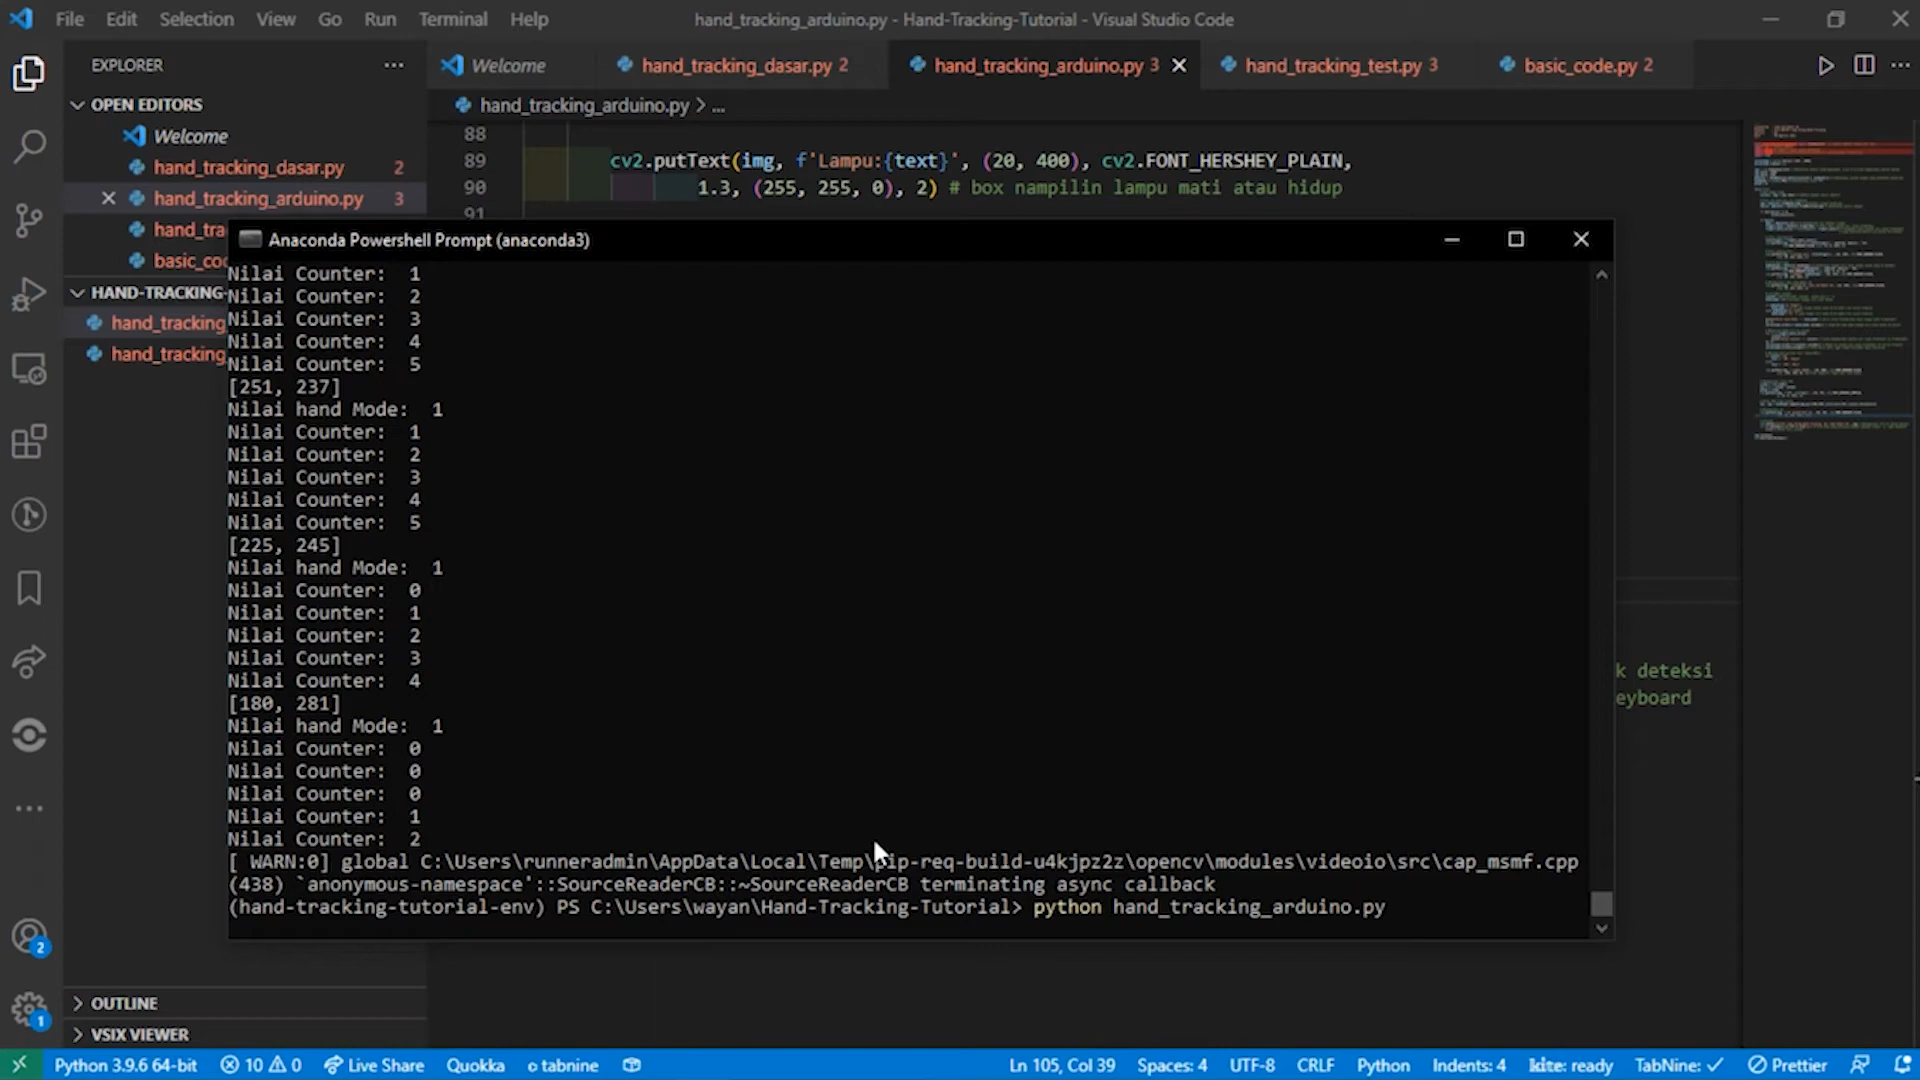 File Edit Selection View Go Run Terminal Help
hand_tracking_arduino.py - Hand-Tracking-Tutorial - Visual Studio Code
EXPLORER
Welcome
hand_tracking_dasar.py 2
hand_tracking_arduino.py 3
hand_tracking_test.py 3
basic_code.py 2
OPEN EDITORS
Welcome
hand_tracking_dasar.py 2
hand_tracking_arduino.py 3
hand_tra
basic_cod
HAND-TRACKING-
hand_tracking_
hand_tracking_
hand_tracking_arduino.py > ...
88
89 cv2.putText(img, f'Lampu:{text}', (20, 400), cv2.FONT_HERSHEY_PLAIN,
90 1.3, (255, 255, 0), 2) # box nampilin lampu mati atau hidup
91
Anaconda Powershell Prompt (anaconda3)
Nilai Counter: 1
Nilai Counter: 2
Nilai Counter: 3
Nilai Counter: 4
Nilai Counter: 5
[251, 237]
Nilai hand Mode: 1
Nilai Counter: 1
Nilai Counter: 2
Nilai Counter: 3
Nilai Counter: 4
Nilai Counter: 5
[225, 245]
Nilai hand Mode: 1
Nilai Counter: 0
Nilai Counter: 1
Nilai Counter: 2
Nilai Counter: 3
Nilai Counter: 4
[180, 281]
Nilai hand Mode: 1
Nilai Counter: 0
Nilai Counter: 0
Nilai Counter: 0
Nilai Counter: 1
Nilai Counter: 2
[ WARN:0] global C:\Users\runneradmin\AppData\Local\Temp\pip-req-build-u4kjpz2z\opencv\modules\videoio\src\cap_msmf.cpp
(438) `anonymous-namespace'::SourceReaderCB::~SourceReaderCB terminating async callback
(hand-tracking-tutorial-env) PS C:\Users\wayan\Hand-Tracking-Tutorial> python hand_tracking_arduino.py
k deteksi
eyboard
2
1
OUTLINE
VSIX VIEWER
Python 3.9.6 64-bit 10 0 Live Share Quokka tabnine Ln 105, Col 39 Spaces: 4 UTF-8 CRLF Python Indents: 4 kite: ready TabNine: ✓ Prettier